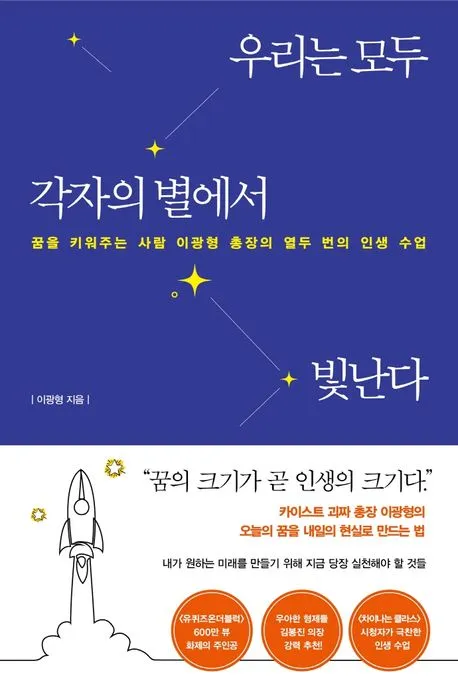 우리는 모두
각자의 별에서
꿈을 키워주는 사람 이광형 총장의 열두 번의 인생 수업
빛난다
| 이광형 지음 |
“꿈의 크기가 곧 인생의 크기다.”
카이스트 괴짜 총장 이광형의
오늘의 꿈을 내일의 현실로 만드는 법
내가 원하는 미래를 만들기 위해 지금 당장 실천해야 할 것들
〈유퀴즈온더블럭〉
600만 뷰
화제의 주인공
우아한 형제들
김봉진 의장
강력 추천!
〈차이나는 클라스〉
시청자가 극찬한
인생 수업